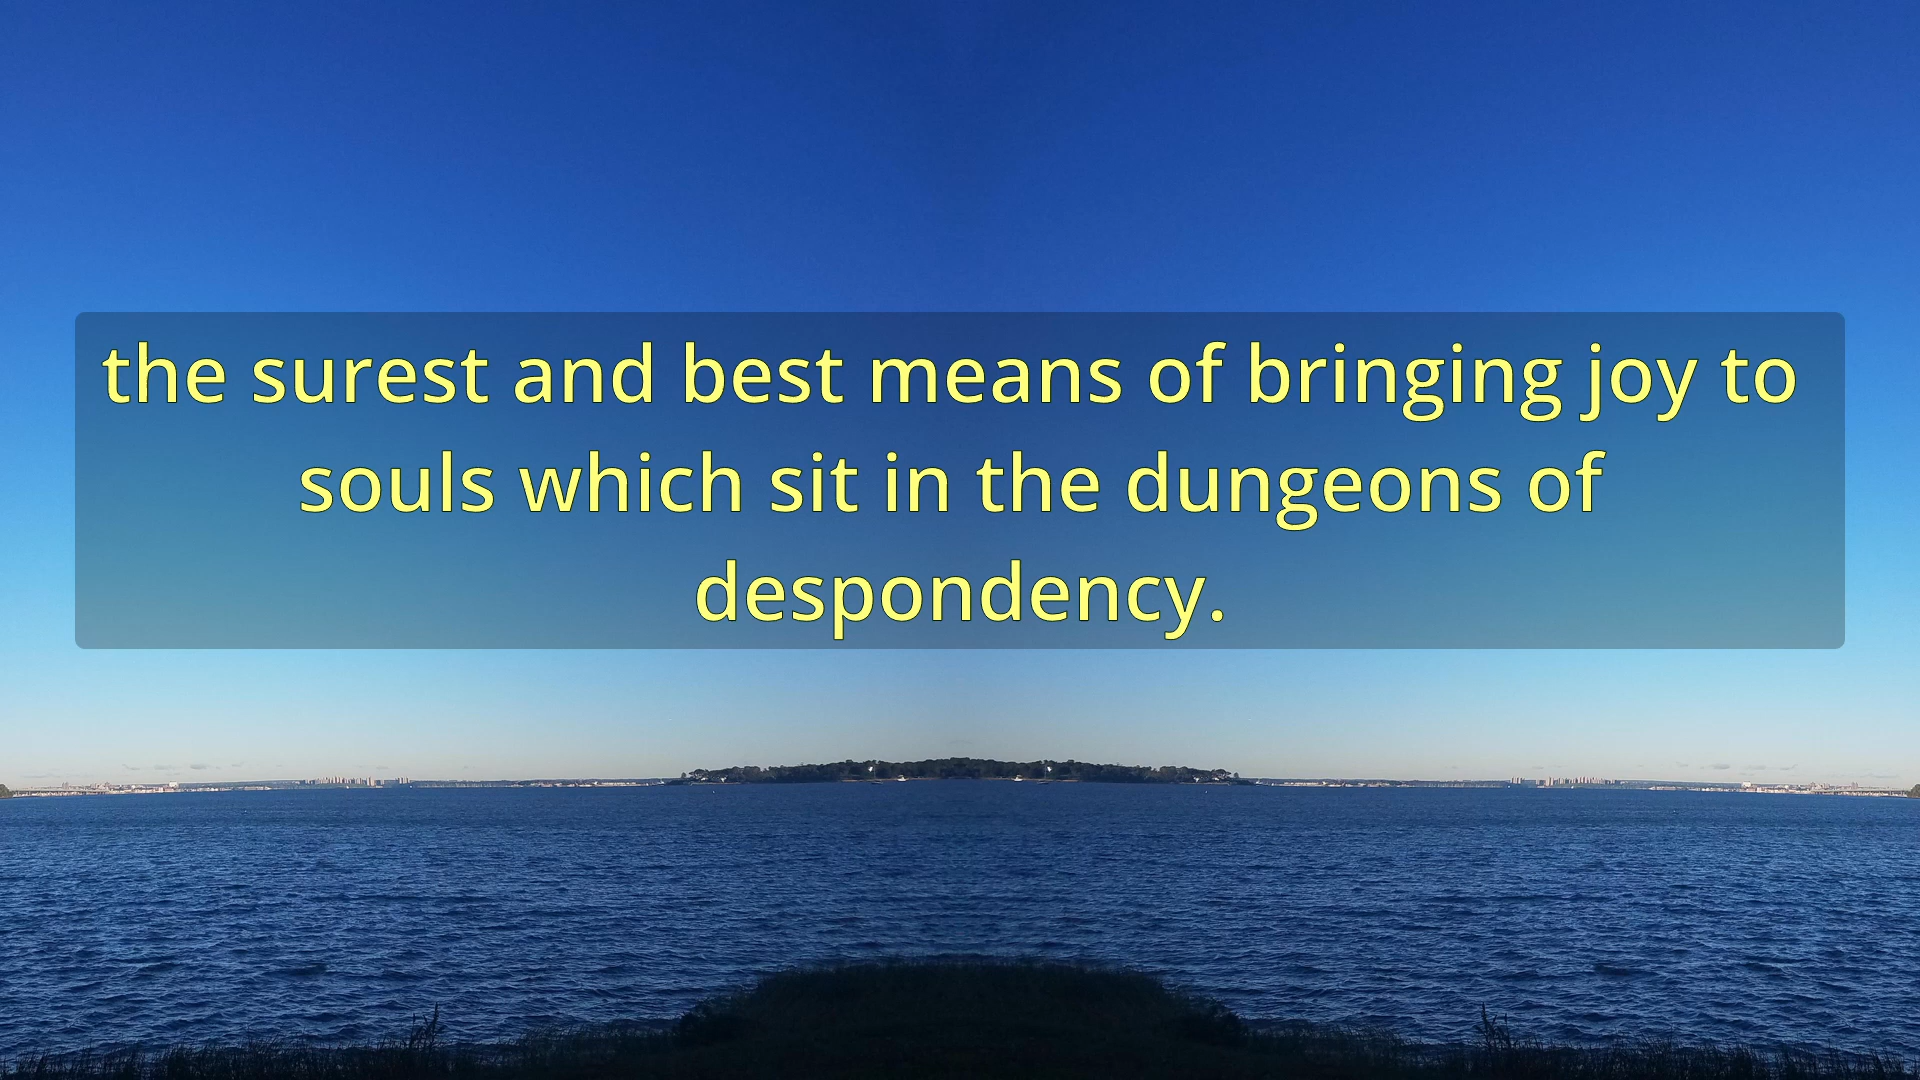 the surest and best means of bringing joy to
souls which sit in the dungeons of
despondency.